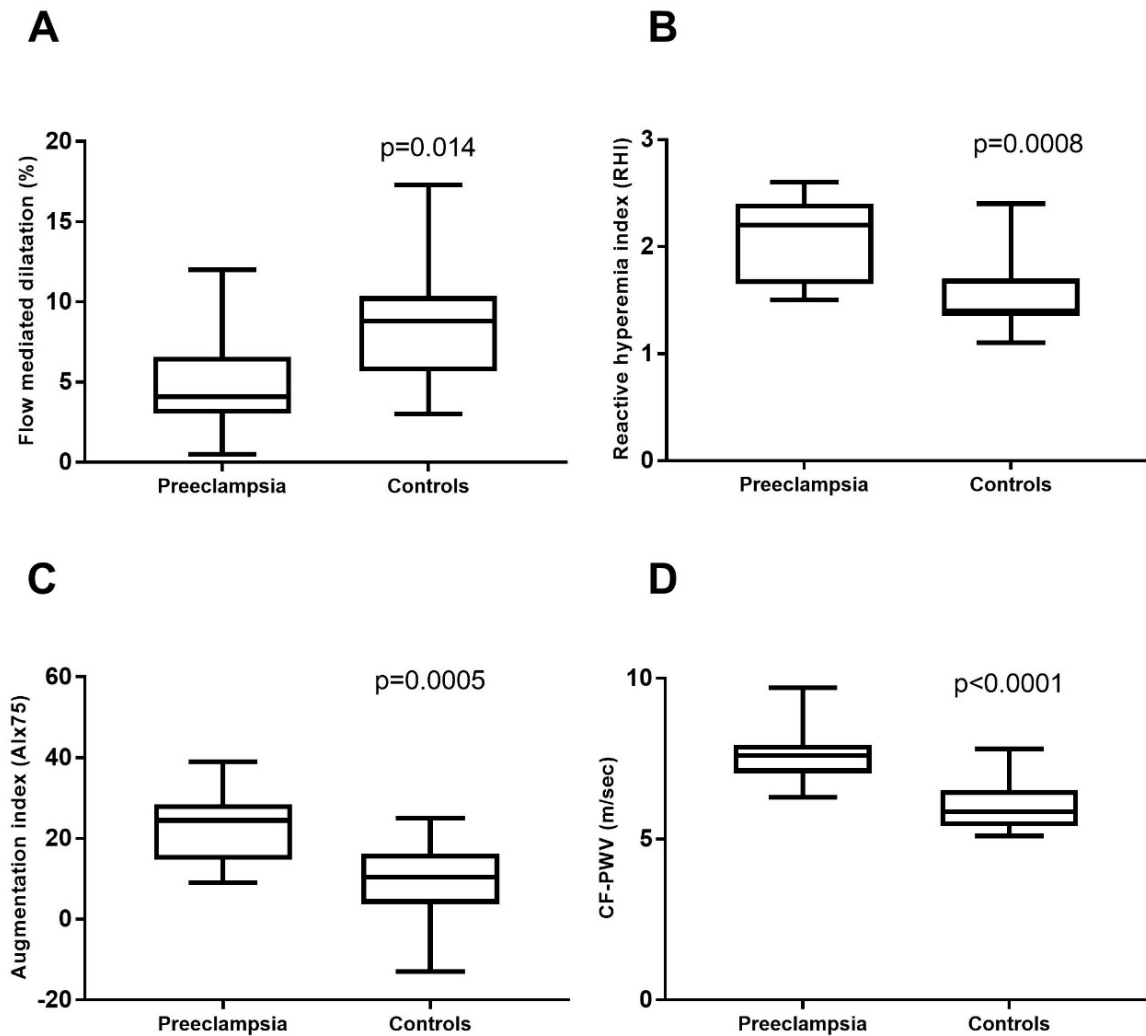 A
Flow mediated dilatation (%)
20
15
10
5
0
p=0.014
Preeclampsia
Controls
B
Reactive hyperemia index (RHI)
3
2
1
0
p=0.0008
Preeclampsia
Controls
C
Augmentation index (AIx75)
60
40
20
0
-20
p=0.0005
Preeclampsia
Controls
D
CF-PWV (m/sec)
10
5
0
p<0.0001
Preeclampsia
Controls